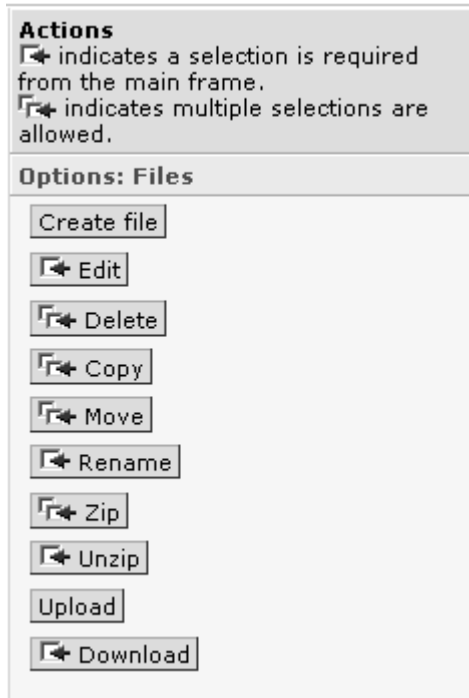 Actions
indicates a selection is required
from the main frame.
indicates multiple selections are
allowed.
Options: Files
Create file
Edit
Delete
Copy
Move
Rename
Zip
Unzip
Upload
Download